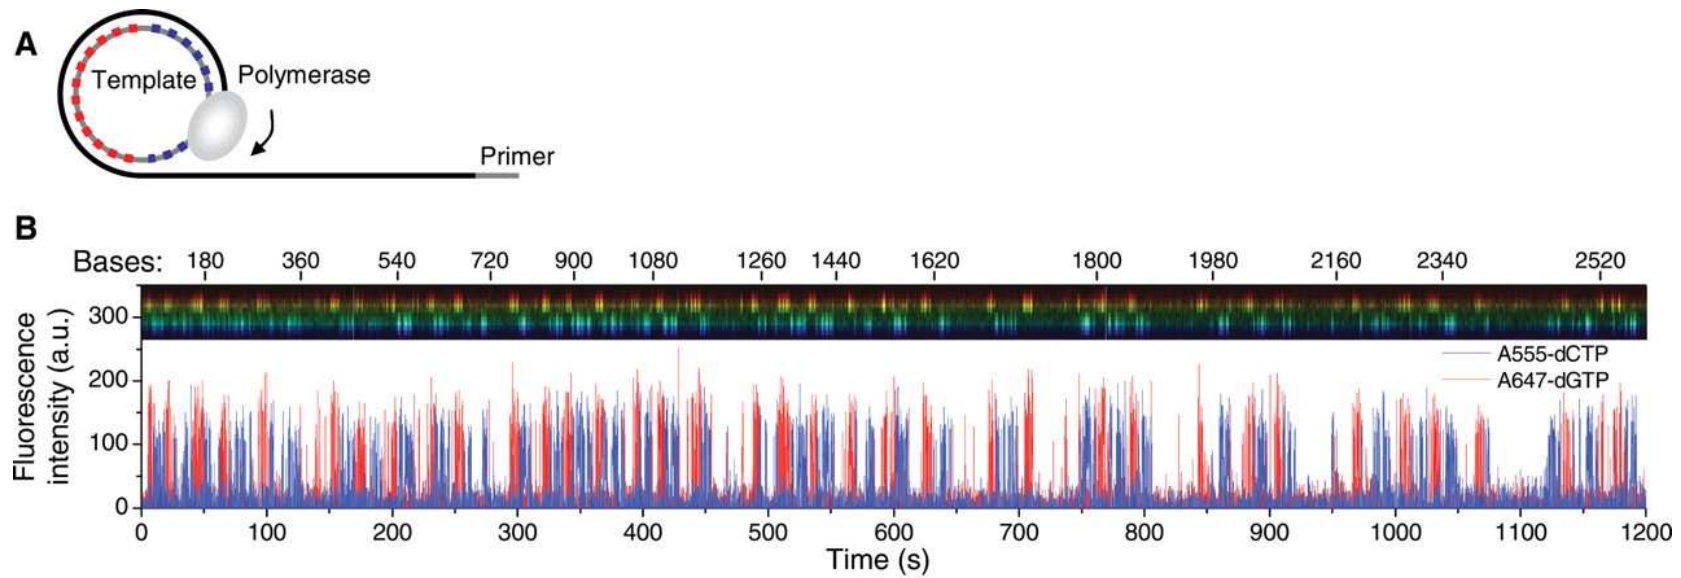 A
Template
Polymerase
Primer
B
Bases: 180 360 540 720 900 1080 1260 1440 1620 1800 1980 2160 2340 2520
Fluorescence
intensity (a.u.)
300
200
100
0
A555-dCTP
A647-dGTP
0 100 200 300 400 500 600 700 800 900 1000 1100 1200
Time (s)